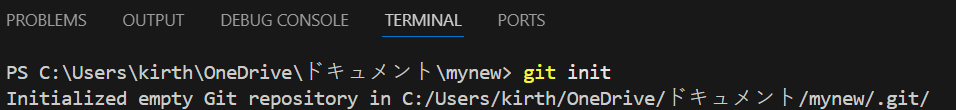 PROBLEMS OUTPUT DEBUG CONSOLE TERMINAL PORTS
PS C:\Users\kirth\OneDrive\ドキュメント\mynew> git init
Initialized empty Git repository in C:/Users/kirth/OneDrive/ドキュメント/mynew/.git/